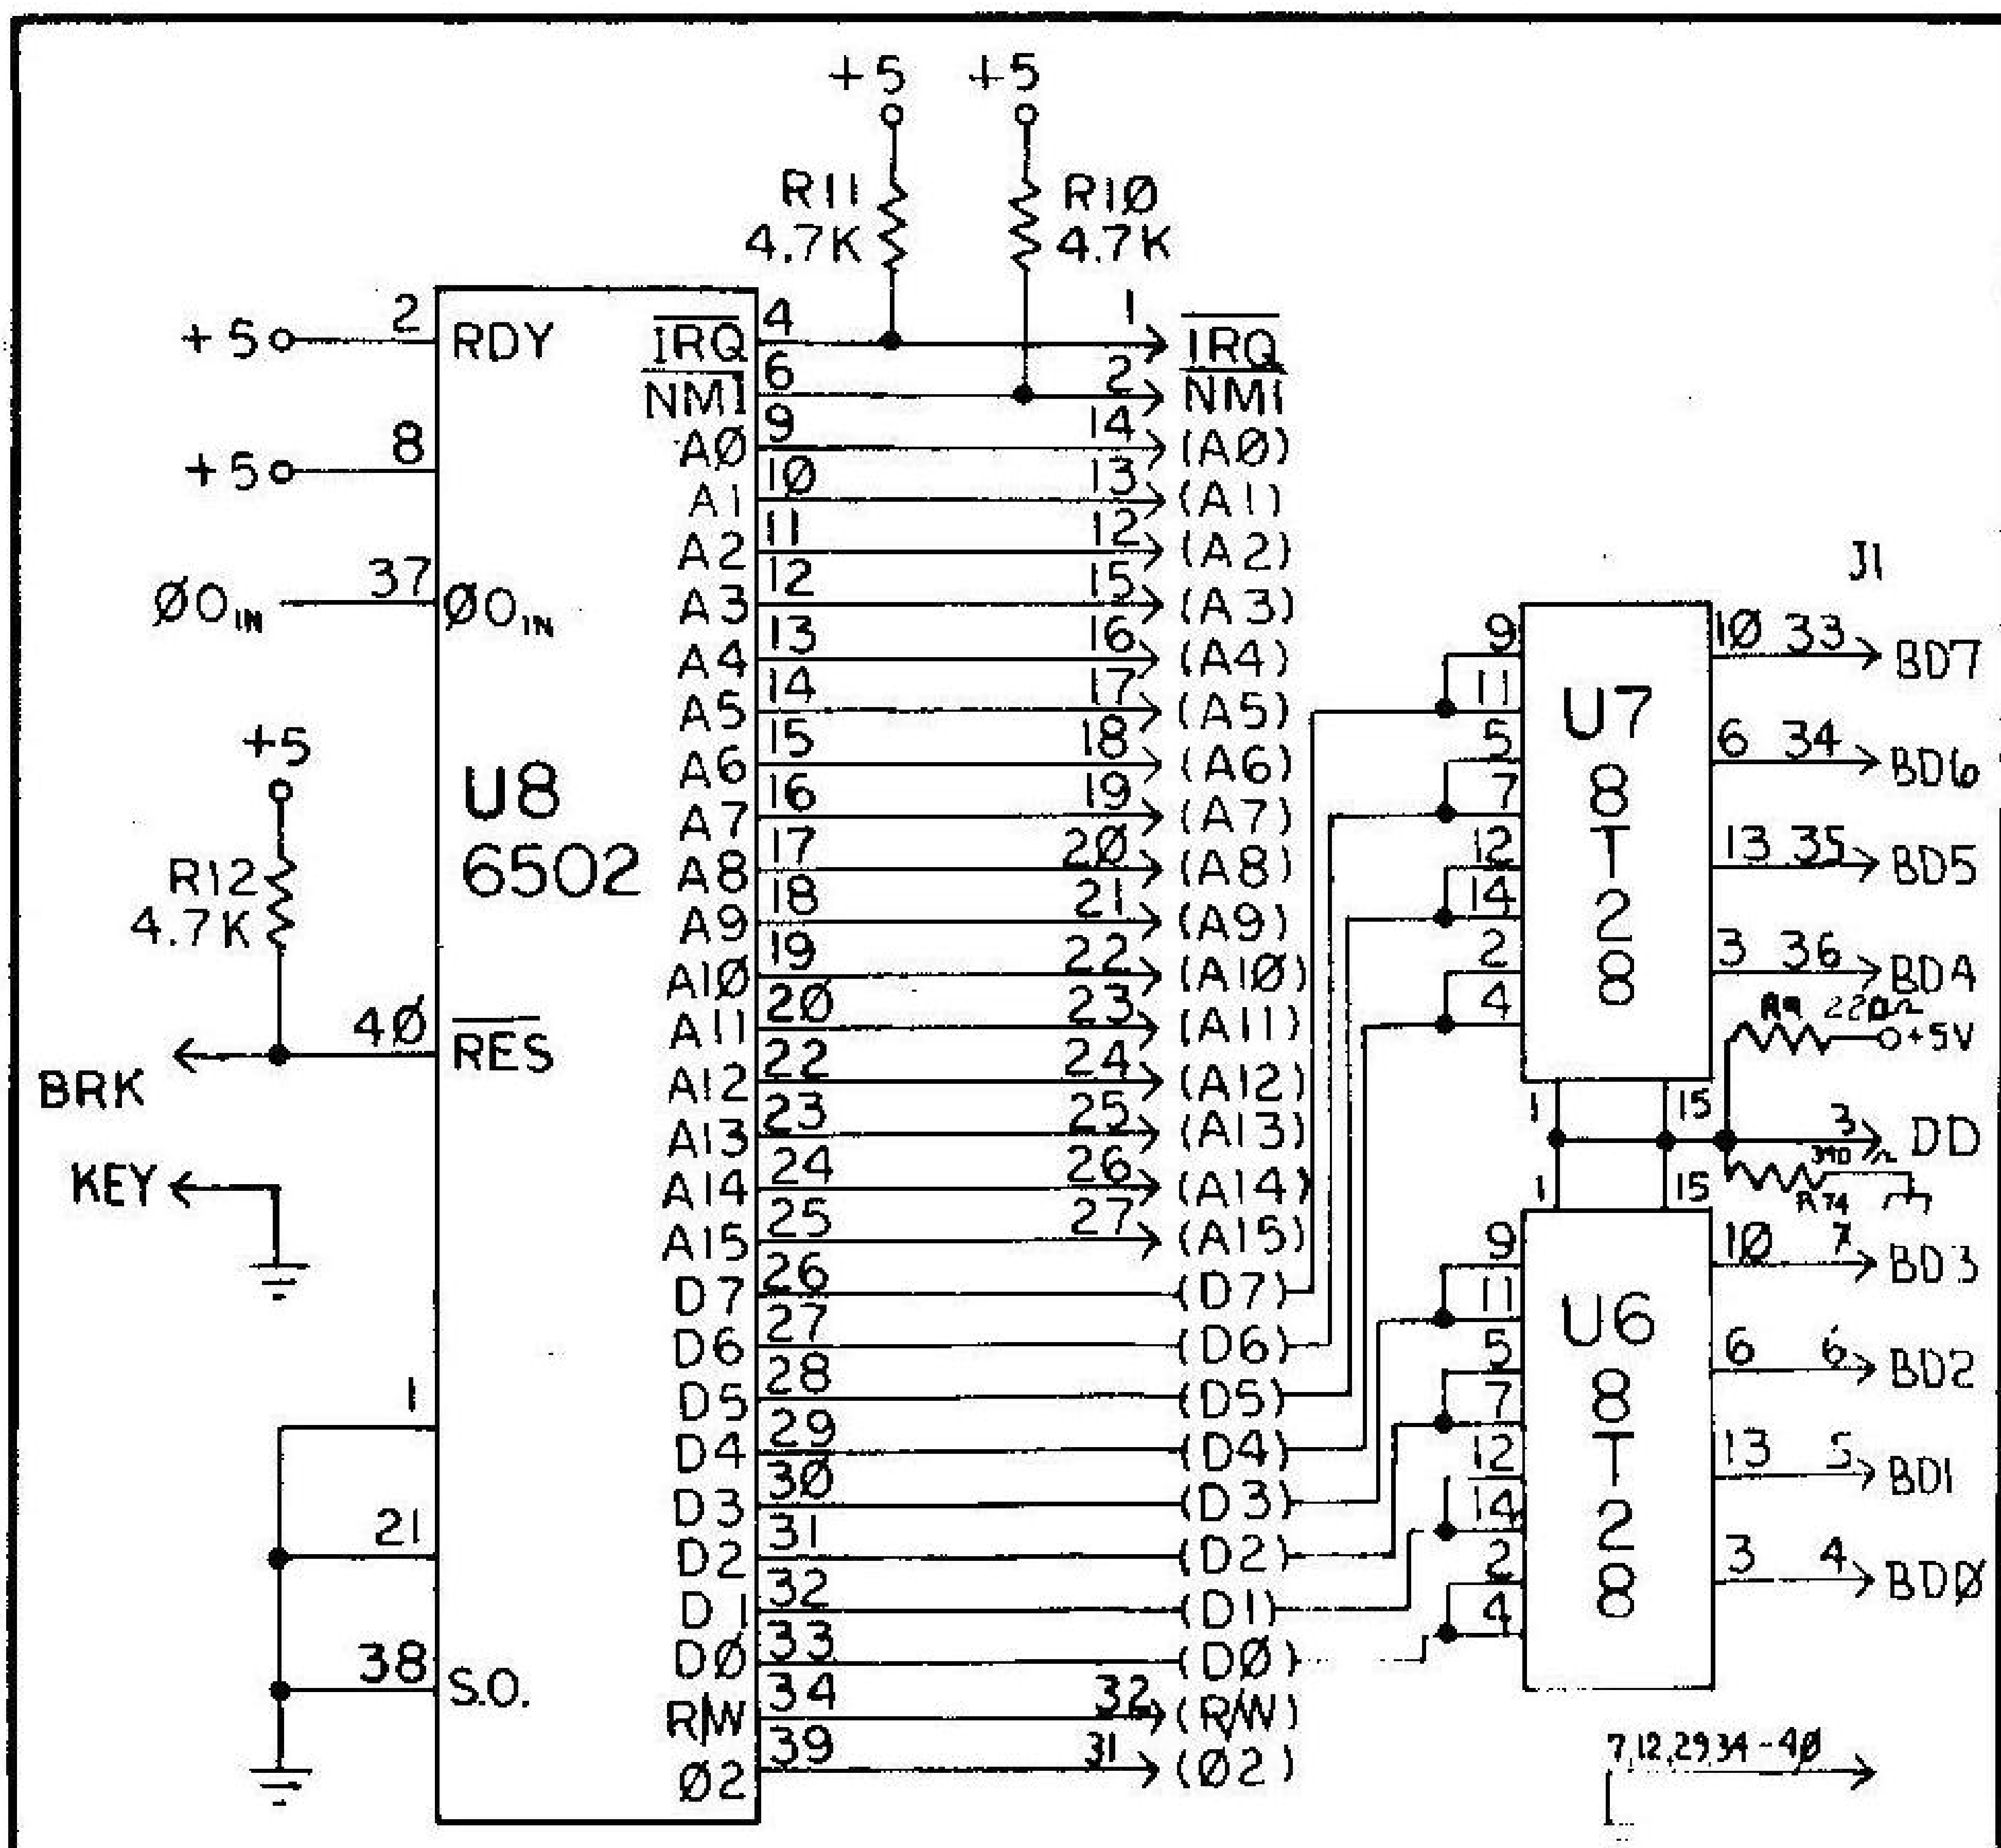 +5 +5
R11 4.7K
R1Ø 4.7K
+5 2 RDY
+5 8
ØO IN 37 ØO IN
+5
R12 4.7K
BRK 4Ø RES
KEY
1
21
38 S.O.
U8
6502
IRQ 4 1 IRQ
NMI 6 2 NMI
AØ 9 14 (AØ)
A1 1Ø 13 (A1)
A2 11 12 (A2)
A3 12 15 (A3)
A4 13 16 (A4)
A5 14 17 (A5)
A6 15 18 (A6)
A7 16 19 (A7)
A8 17 2Ø (A8)
A9 18 21 (A9)
A1Ø 19 22 (A1Ø)
A11 2Ø 23 (A11)
A12 22 24 (A12)
A13 23 25 (A13)
A14 24 26 (A14)
A15 25 27 (A15)
D7 26 (D7)
D6 27 (D6)
D5 28 (D5)
D4 29 (D4)
D3 3Ø (D3)
D2 31 (D2)
D1 32 (D1)
DØ 33 (DØ)
R/W 34 32 (R/W)
Ø2 39 31 (Ø2)
J1
U7
8T28
9 11 1Ø 33 BD7
5 7 6 34 BD6
12 14 13 35 BD5
2 4 3 36 BD4
R9 220Ω +5V
1 15 3 DD
390 Ω
R74
1 15
U6
8T28
9 11 1Ø 7 BD3
5 7 6 6 BD2
12 14 13 5 BD1
2 4 3 4 BDØ
7,12,29,34-4Ø